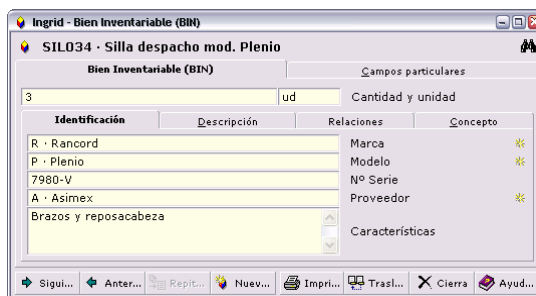 Ingrid - Bien Inventariable (BIN)
SIL034 · Silla despacho mod. Plenio
Bien Inventariable (BIN) Campos particulares
3 ud Cantidad y unidad
Identificación Descripción Relaciones Concepto
R · Rancord Marca
P · Plenio Modelo
7980-V Nº Serie
A · Asimex Proveedor
Brazos y reposacabeza
Características
Sigui... Anter... Repit... Nuev... Impri... Trasl... Cierra Ayud...